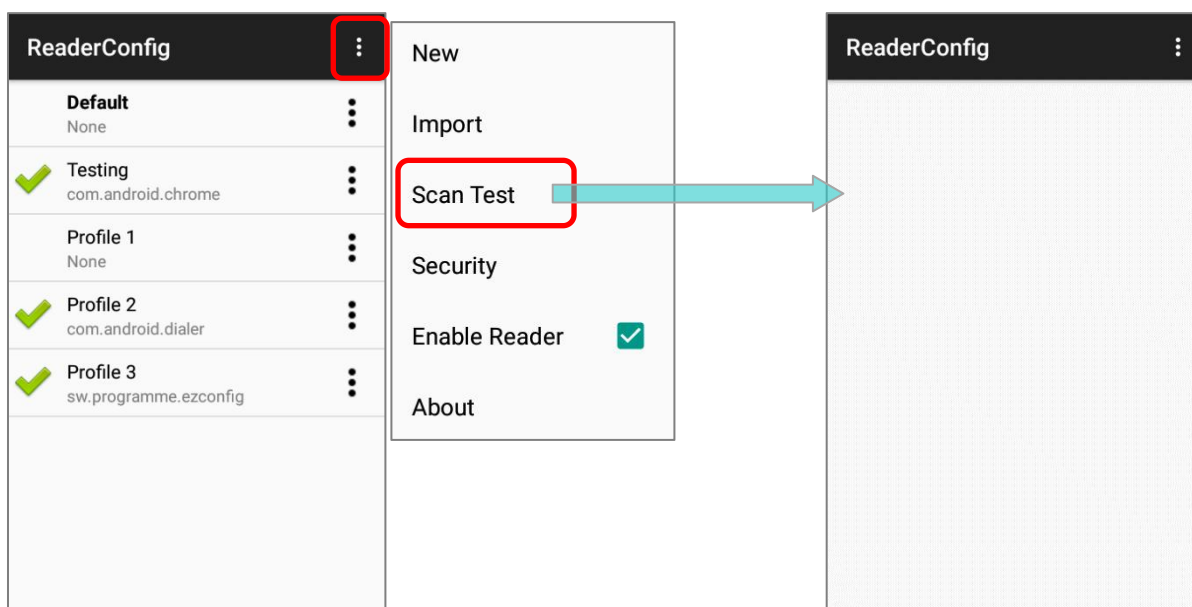 ReaderConfig
Default
None
Testing
com.android.chrome
Profile 1
None
Profile 2
com.android.dialer
Profile 3
sw.programme.ezconfig
New
Import
Scan Test
Security
Enable Reader
About
ReaderConfig